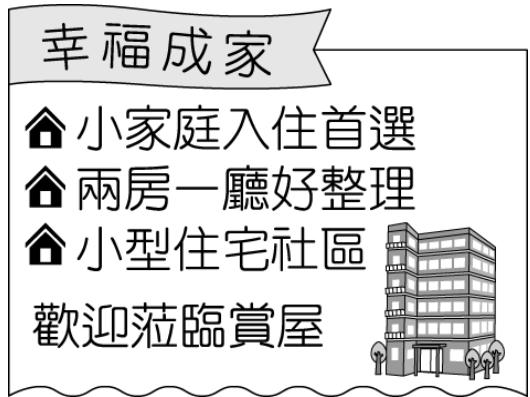 幸福成家
小家庭入住首選
兩房一廳好整理
小型住宅社區
歡迎蒞臨賞屋